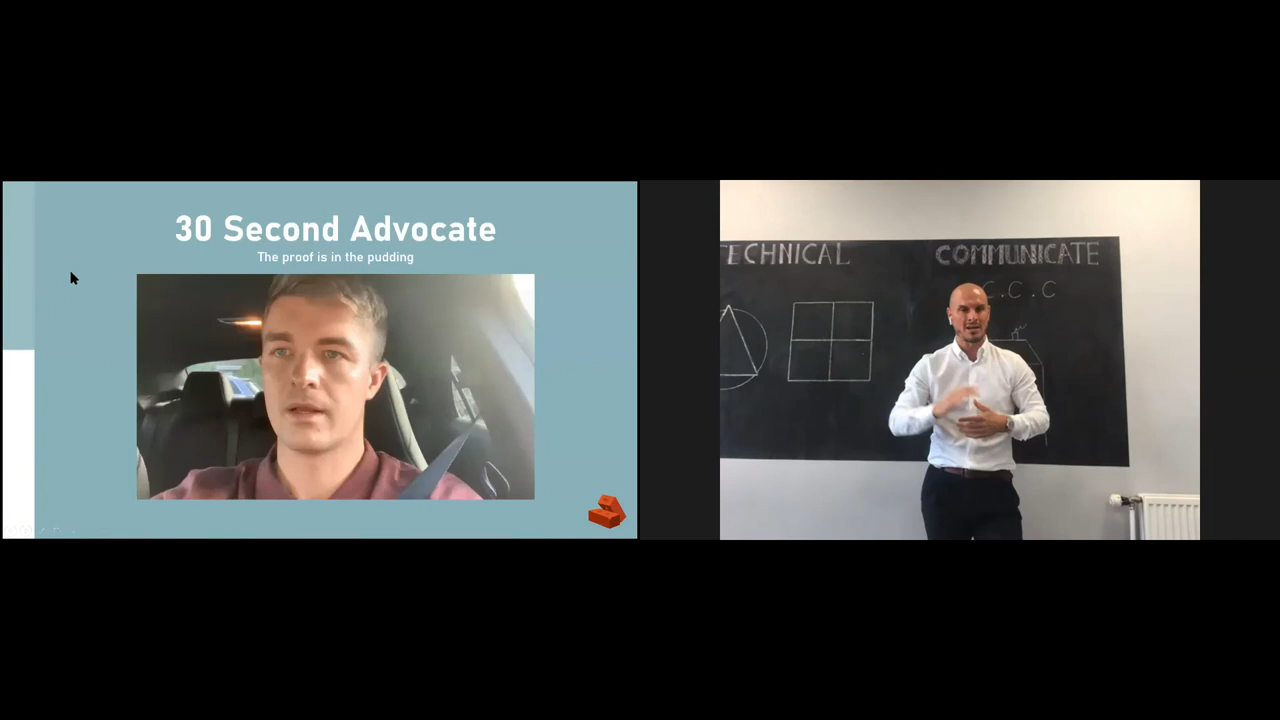 30 Second Advocate
The proof is in the pudding
TECHNICAL
COMMUNICATE
C.C.C